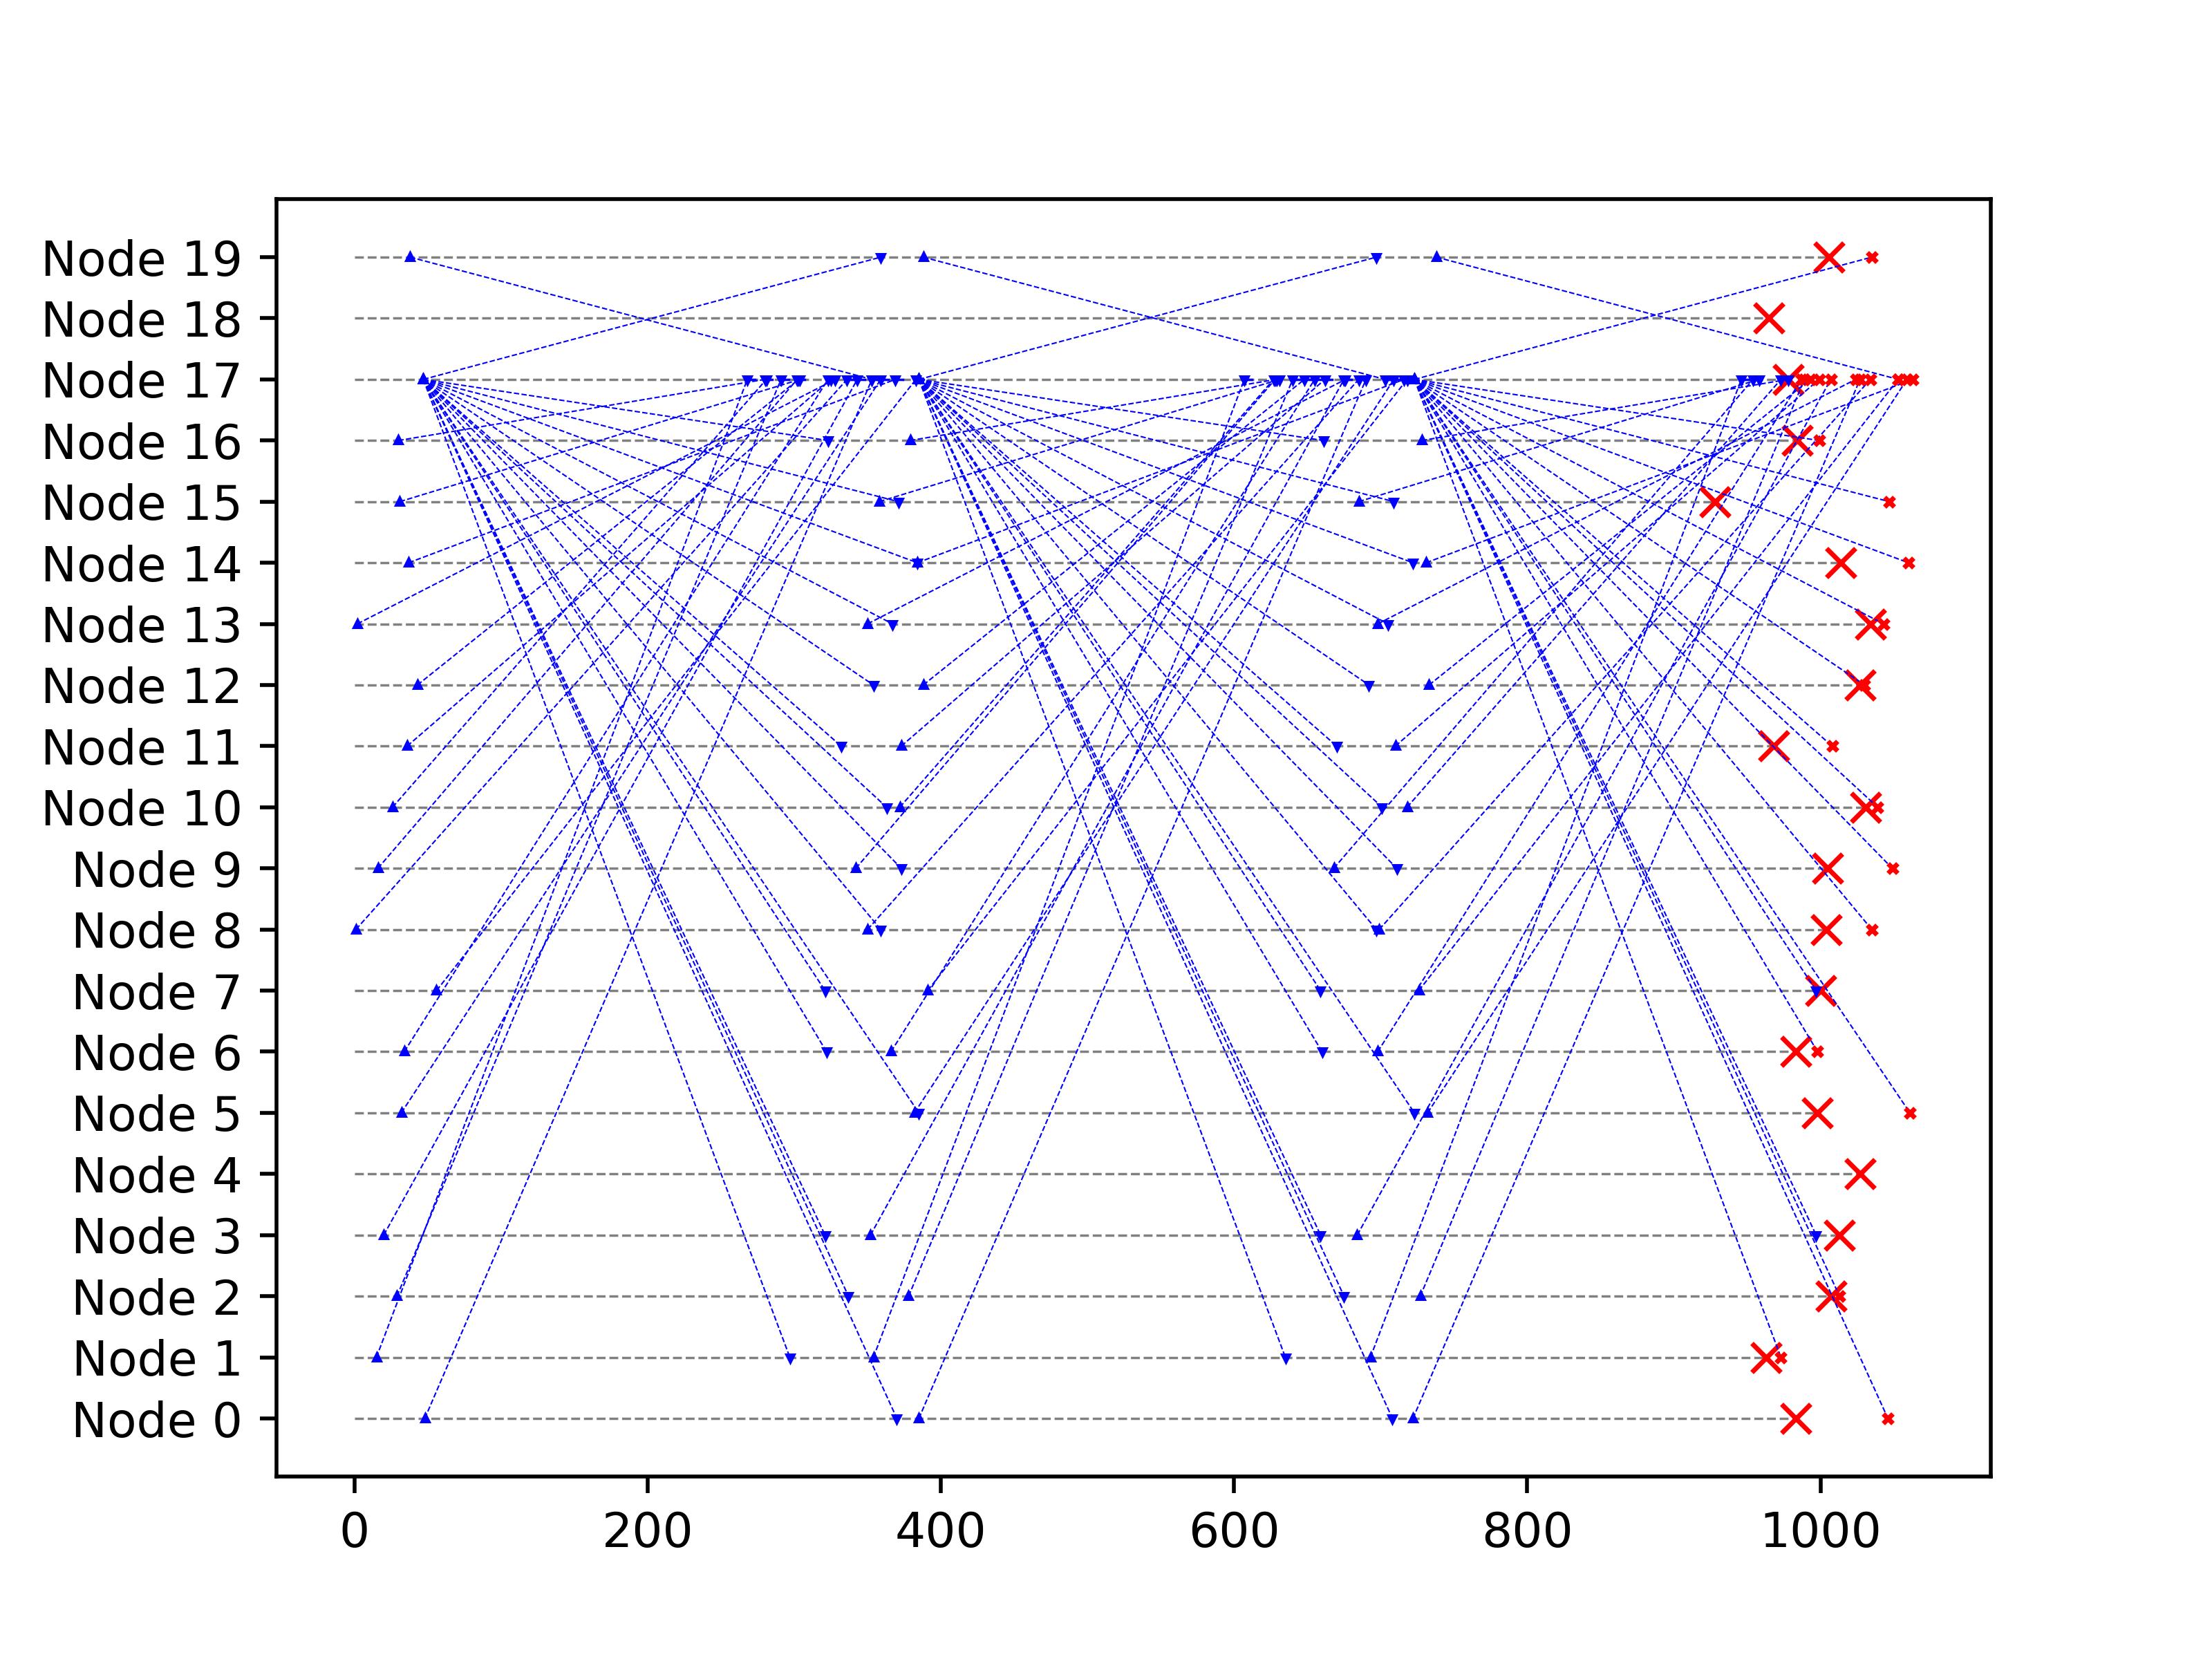 Node 19
Node 18
Node 17
Node 16
Node 15
Node 14
Node 13
Node 12
Node 11
Node 10
Node 9
Node 8
Node 7
Node 6
Node 5
Node 4
Node 3
Node 2
Node 1
Node 0
0 200 400 600 800 1000